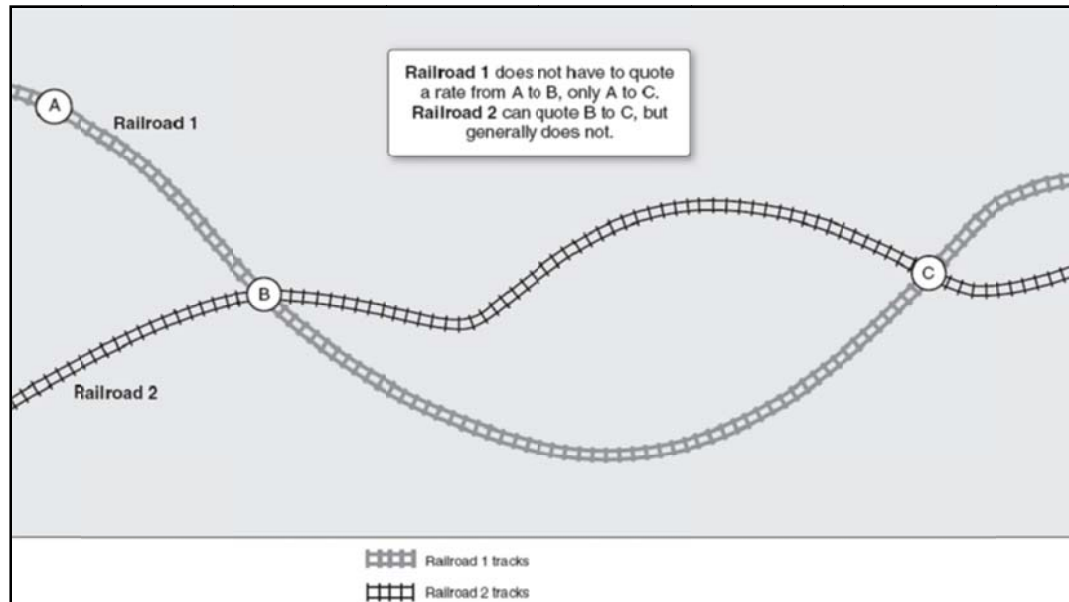 Railroad 1 does not have to quote
a rate from A to B, only A to C.
Railroad 2 can quote B to C, but
generally does not.
A
Railroad 1
B
C
Railroad 2
Railroad 1 tracks
Railroad 2 tracks